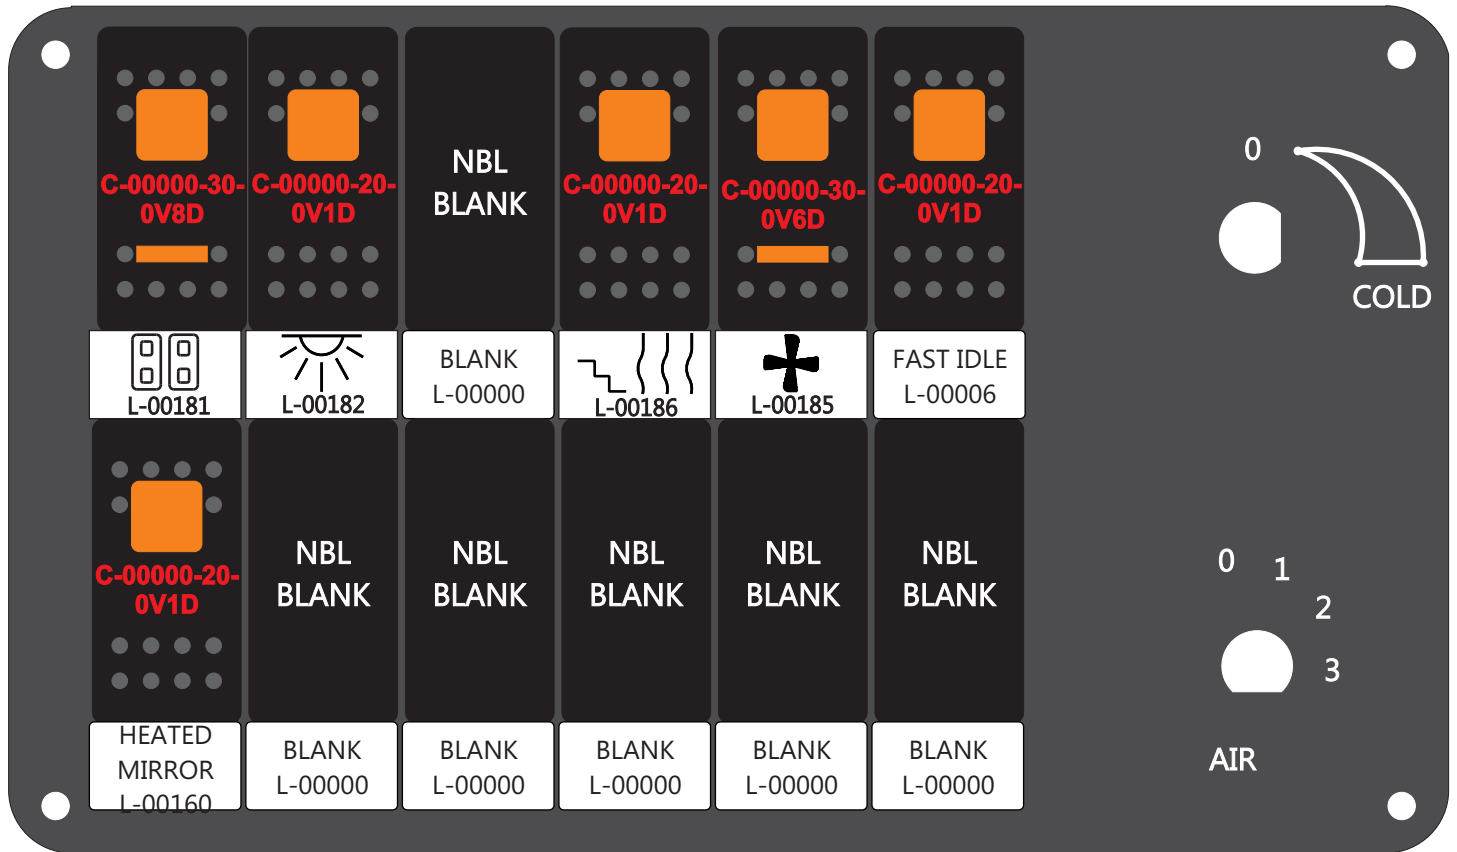 C-00000-30-
0V8D
C-00000-20-
0V1D
NBL
BLANK
C-00000-20-
0V1D
C-00000-30-
0V6D
C-00000-20-
0V1D
0
COLD
L-00181
L-00182
BLANK
L-00000
L-00186
L-00185
FAST IDLE
L-00006
C-00000-20-
0V1D
NBL
BLANK
NBL
BLANK
NBL
BLANK
NBL
BLANK
NBL
BLANK
0
1
2
3
AIR
HEATED
MIRROR
L-00160
BLANK
L-00000
BLANK
L-00000
BLANK
L-00000
BLANK
L-00000
BLANK
L-00000